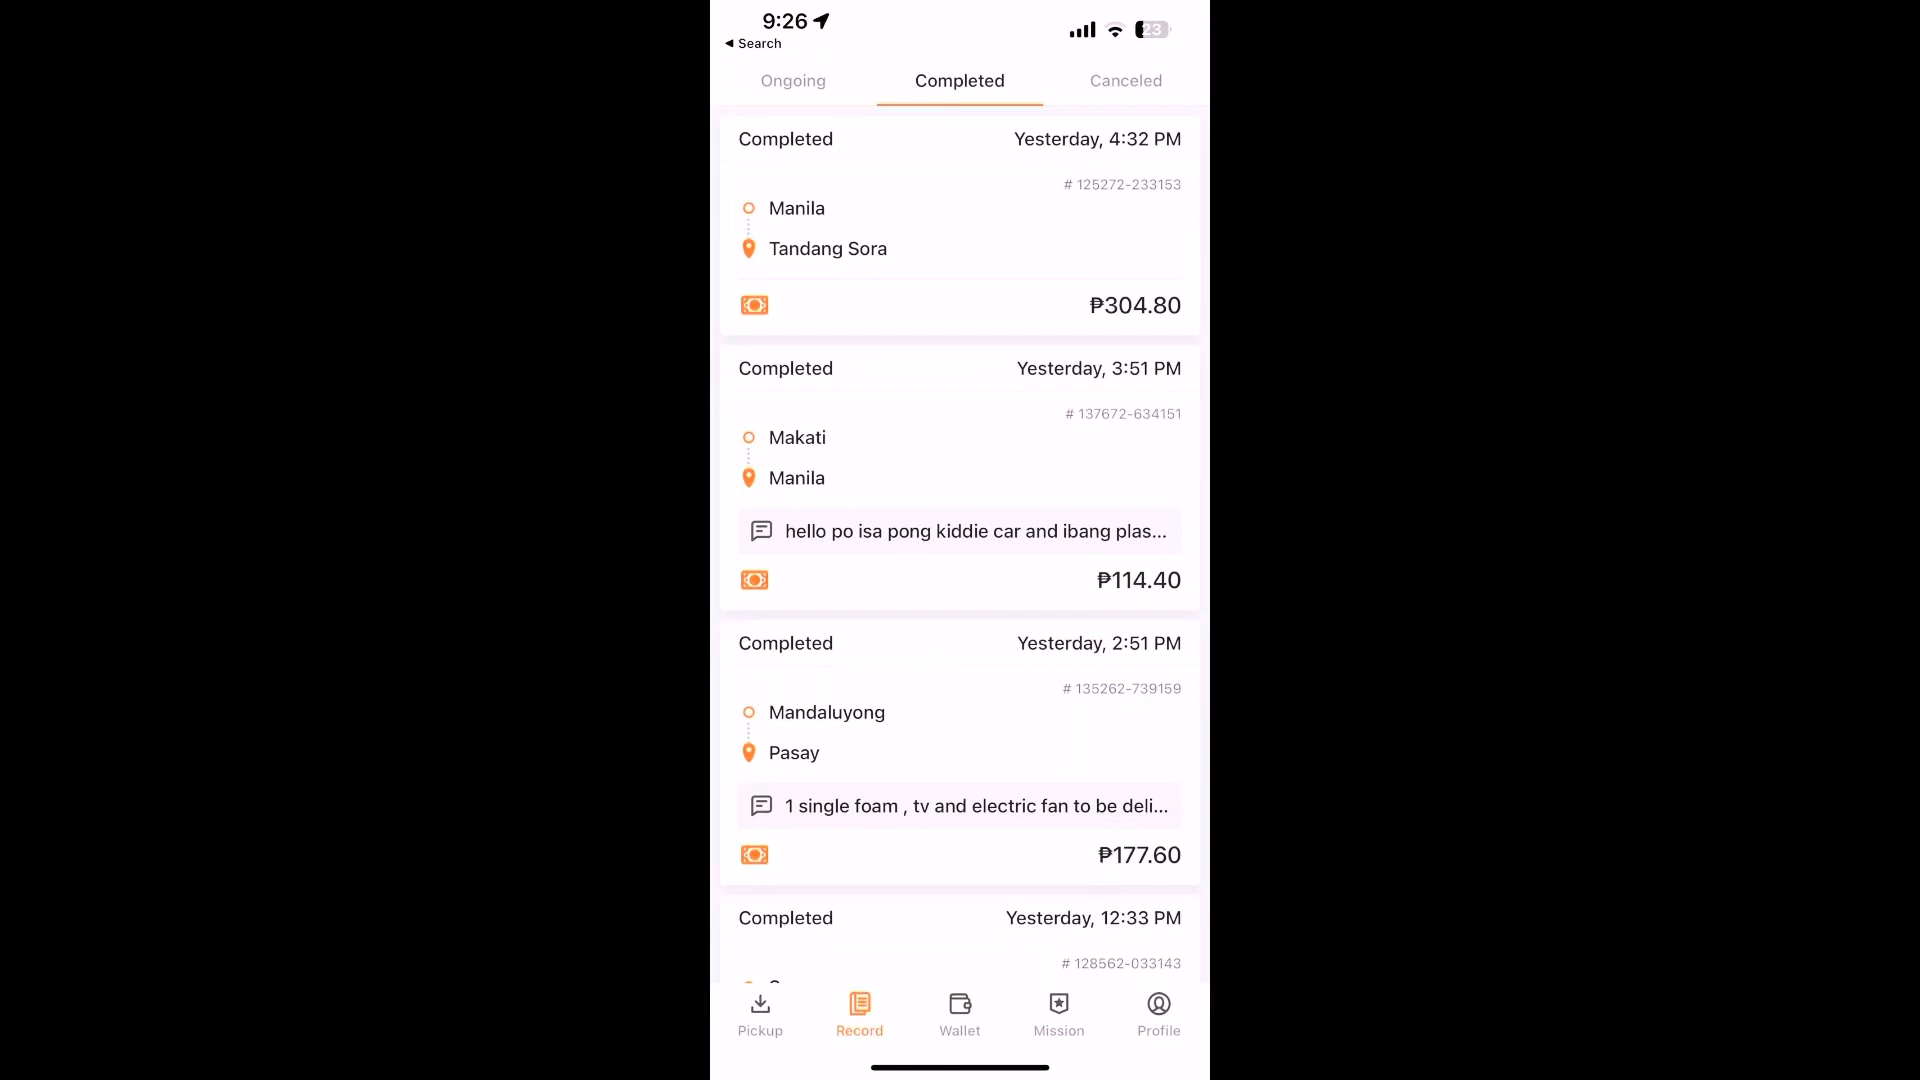 9:26
23
◀ Search
Ongoing
Completed
Canceled
Completed
Yesterday, 4:32 PM
# 125272-233153
Manila
Tandang Sora
₱304.80
Completed
Yesterday, 3:51 PM
# 137672-634151
Makati
Manila
hello po isa pong kiddie car and ibang plas...
₱114.40
Completed
Yesterday, 2:51 PM
# 135262-739159
Mandaluyong
Pasay
1 single foam , tv and electric fan to be deli...
₱177.60
Completed
Yesterday, 12:33 PM
# 128562-033143
Pickup
Record
Wallet
Mission
Profile